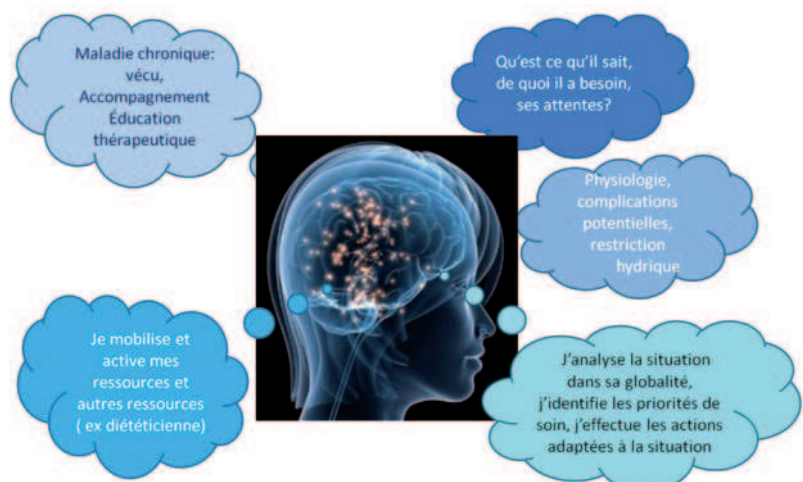 Maladie chronique:
vécu,
Accompagnement
Éducation
thérapeutique
Qu'est ce qu'il sait,
de quoi il a besoin,
ses attentes?
Physiologie,
complications
potentielles,
restriction
hydrique
Je mobilise et
active mes
ressources et
autres ressources
( ex diététicienne)
J'analyse la situation
dans sa globalité,
j'identifie les priorités de
soin, j'effectue les actions
adaptées à la situation